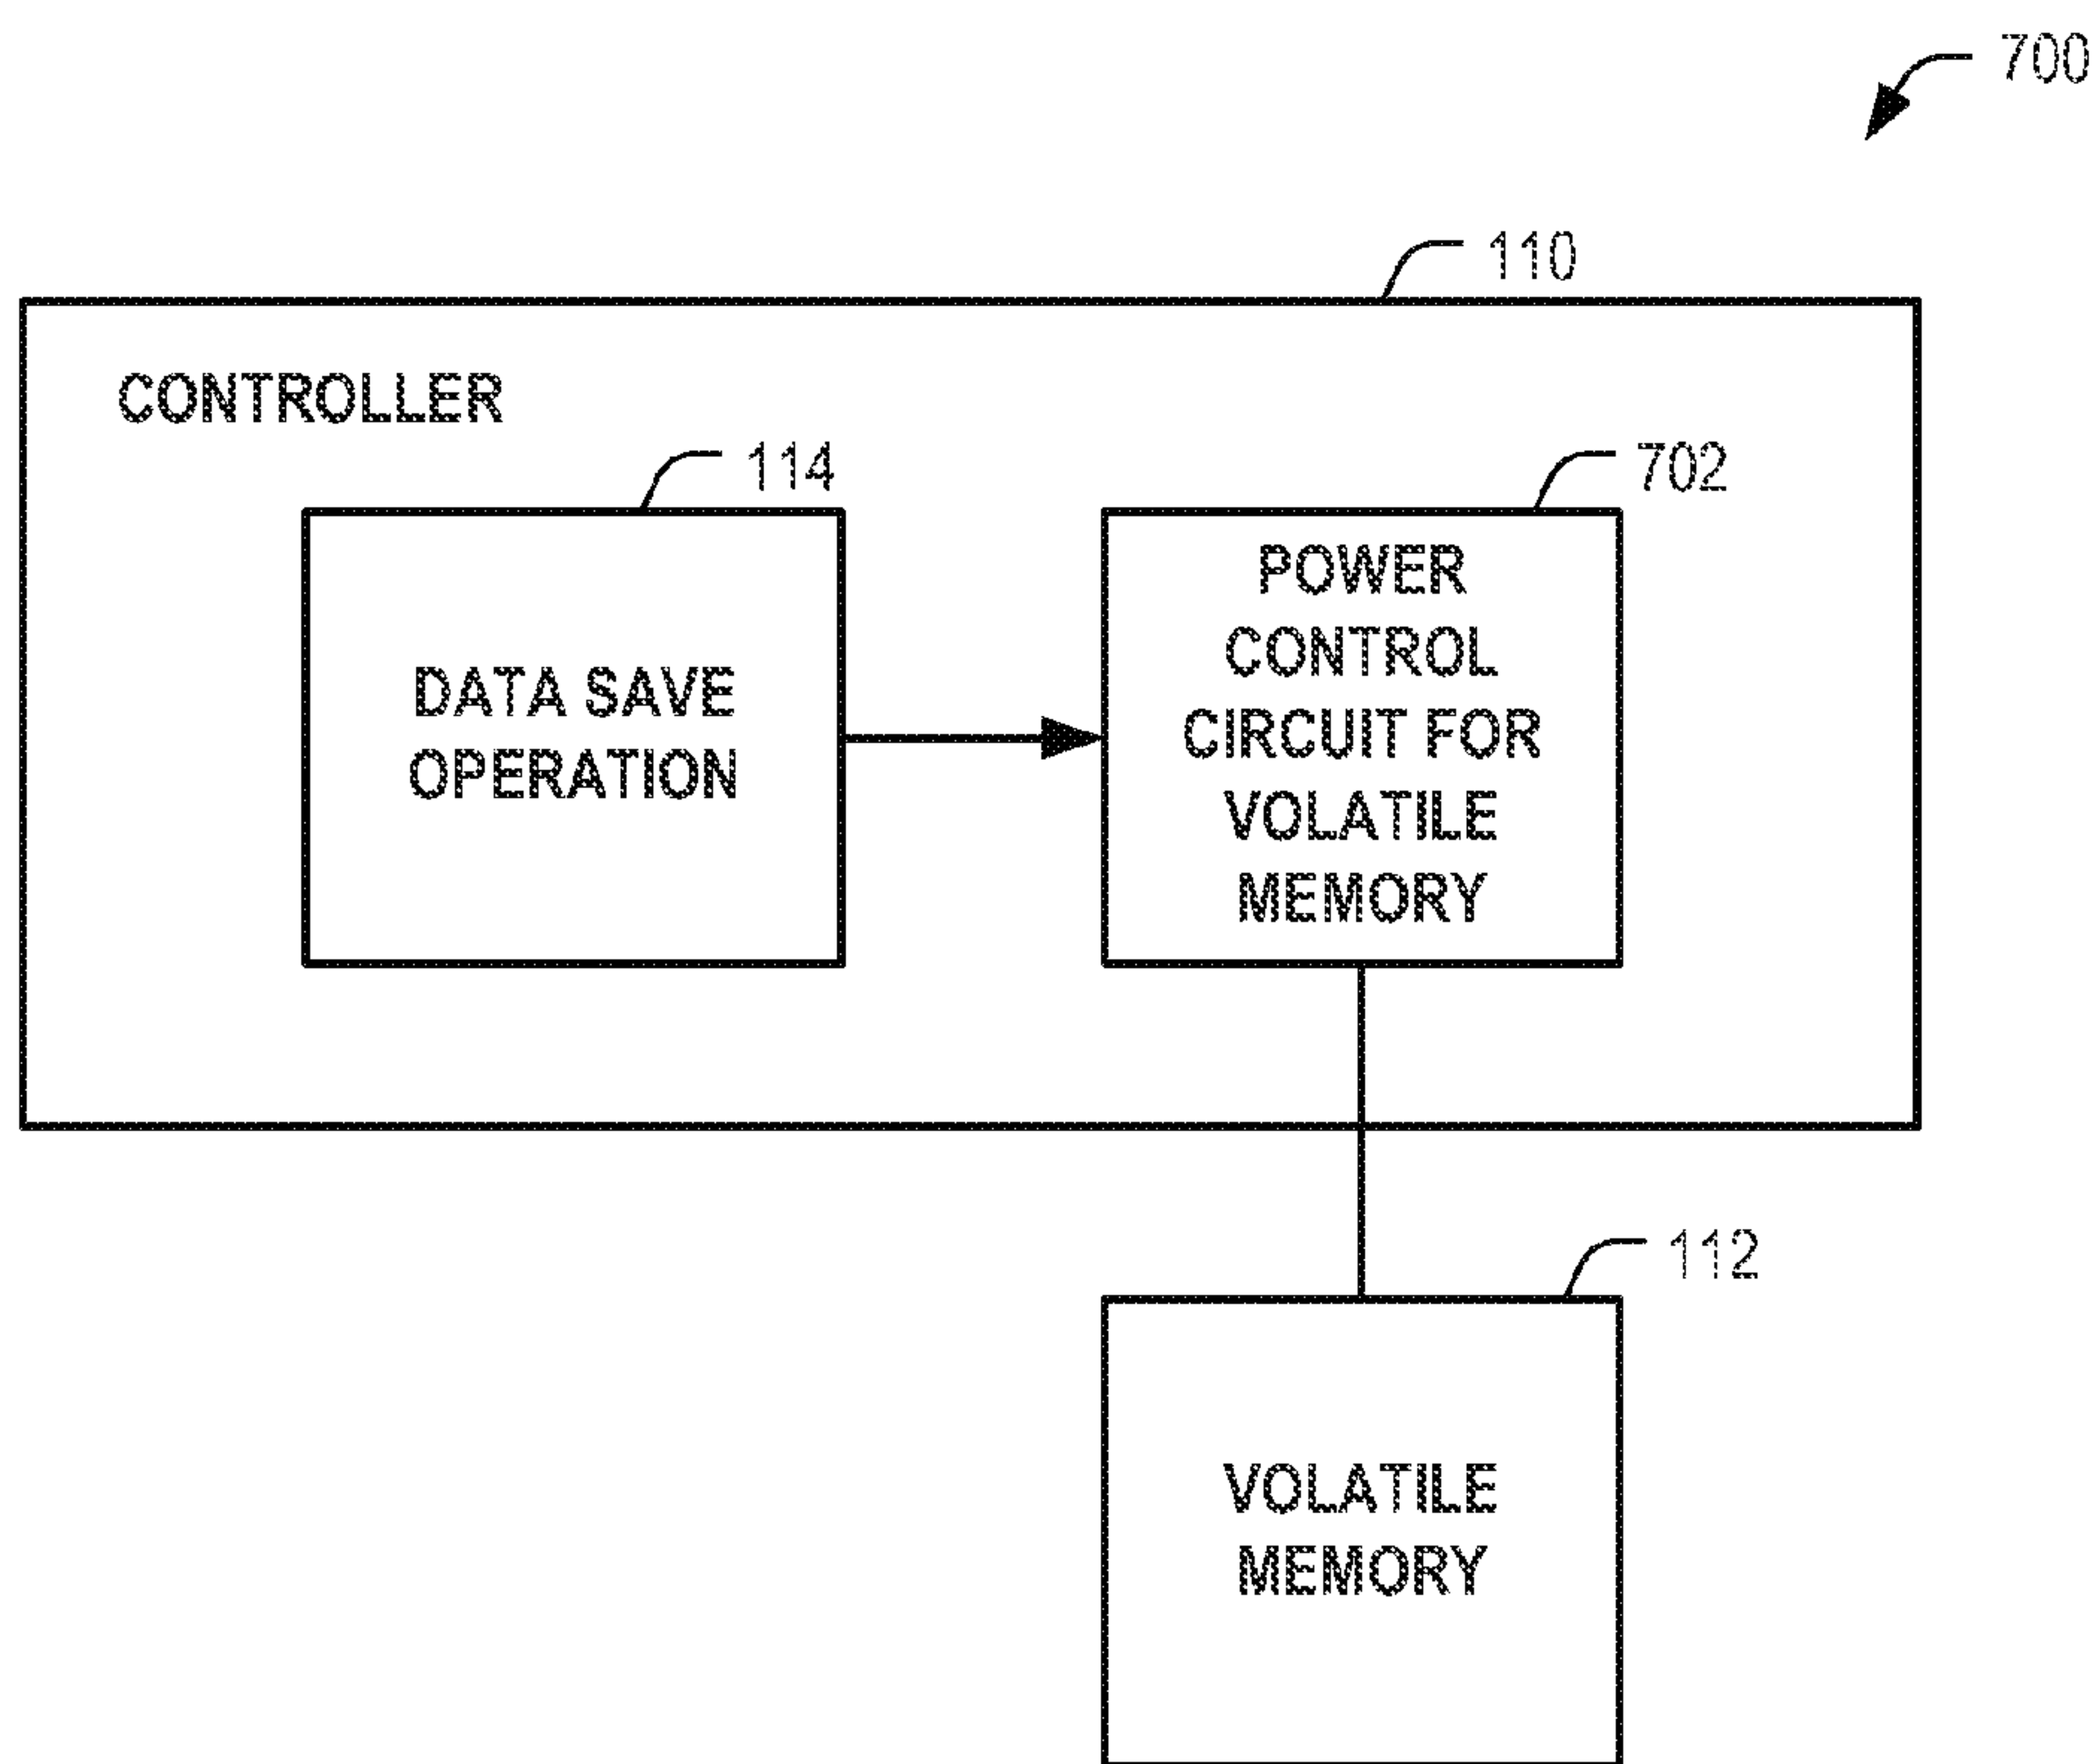 700
110
CONTROLLER
114
702
DATA SAVE
OPERATION
POWER
CONTROL
CIRCUIT FOR
VOLATILE
MEMORY
112
VOLATILE
MEMORY